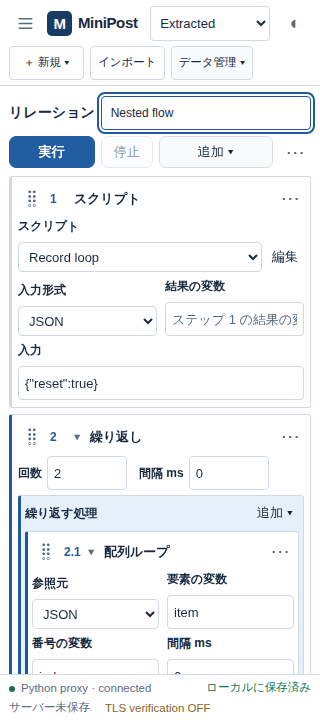 M MiniPost Extracted
＋ 新規 ▾ インポート データ管理 ▾
リレーション Nested flow
実行 停止 追加 ▾ ···
1 スクリプト ···
スクリプト
Record loop 編集
入力形式 結果の変数
JSON ステップ 1 の結果の変
入力
{"reset":true}
2 ▾ 繰り返し ···
回数 2 間隔 ms 0
繰り返す処理 追加 ▾
2.1 ▾ 配列ループ ···
参照元 要素の変数
JSON item
番号の変数 間隔 ms
Python proxy · connected ローカルに保存済み
サーバー未保存 TLS verification OFF